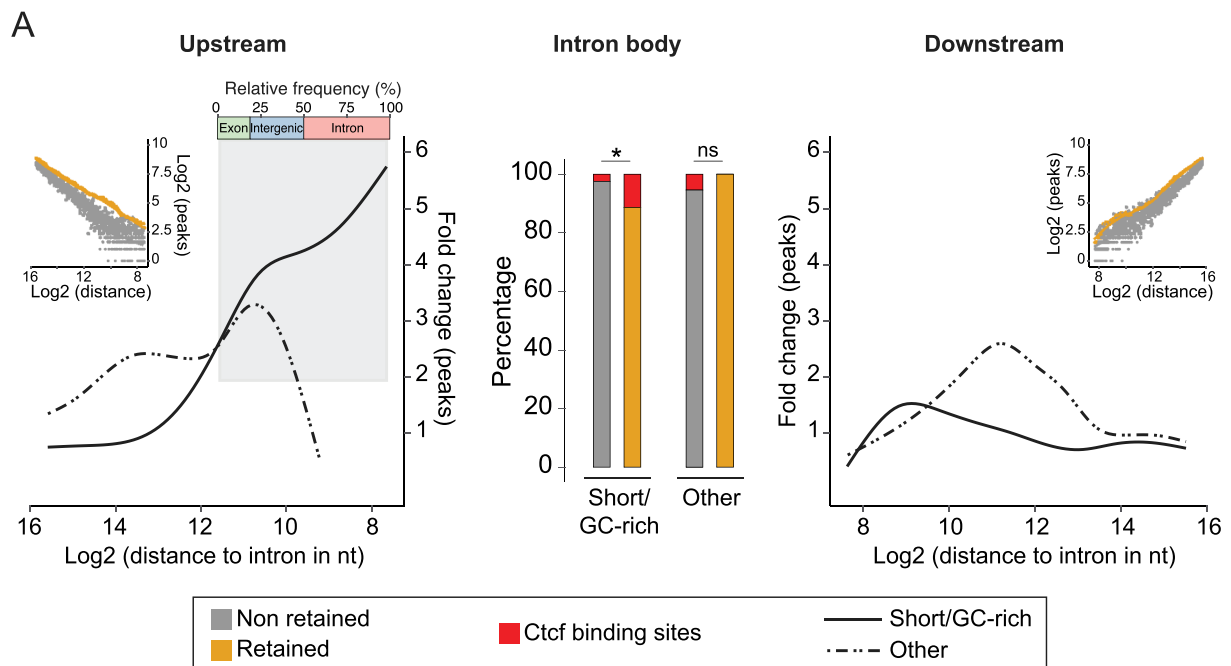 A
Upstream
Intron body
Downstream
Relative frequency (%)
0 25 50 75 100
Exon Intergenic Intron
10
7.5
5
2.5
0
Log2 (peaks)
16 12 8
Log2 (distance)
6
5
4
3
2
1
Fold change (peaks)
16 14 12 10 8
Log2 (distance to intron in nt)
* ns
100
80
60
40
20
0
Percentage
Short/
GC-rich
Other
6
5
4
3
2
1
Fold change (peaks)
10
7.5
5
2.5
0
Log2 (peaks)
8 12 16
Log2 (distance)
8 10 12 14 16
Log2 (distance to intron in nt)
Non retained
Retained
Ctcf binding sites
Short/GC-rich
Other